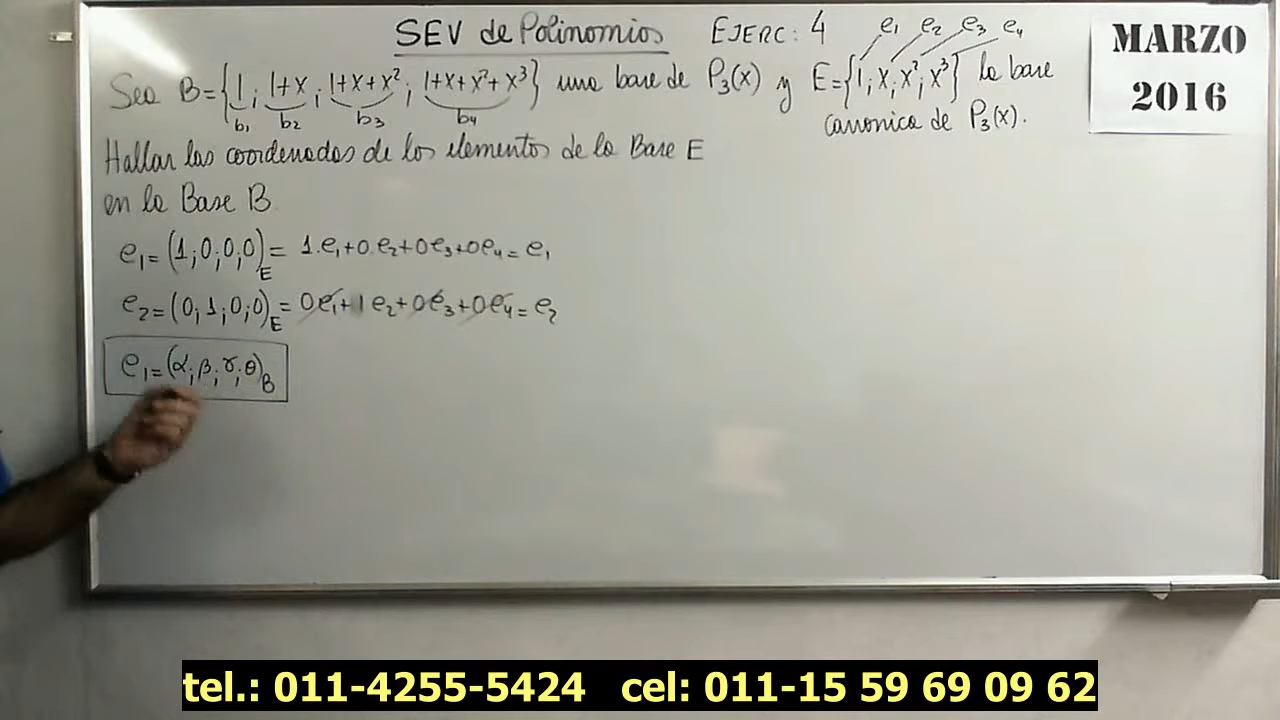 SEV de Polinomios EJERC: 4 e₁ e₂ e₃ e₄
Sea B={1; 1+x; 1+x+x²; 1+x+x²+x³} una base de P₃(x) y E={1; x; x²; x³} la base
b₁ b₂ b₃ b₄
canonica de P₃(x).
Hallar las coordenadas de los elementos de la Base E
en la Base B
e₁=(1;0;0;0)E= 1.e₁+0.e₂+0e₃+0e₄=e₁
e₂=(0;1;0;0)E=0e₁+1e₂+0e₃+0e₄=e₂
e₁=(α;β;γ;θ)B
MARZO
2016
tel.: 011-4255-5424 cel: 011-15 59 69 09 62